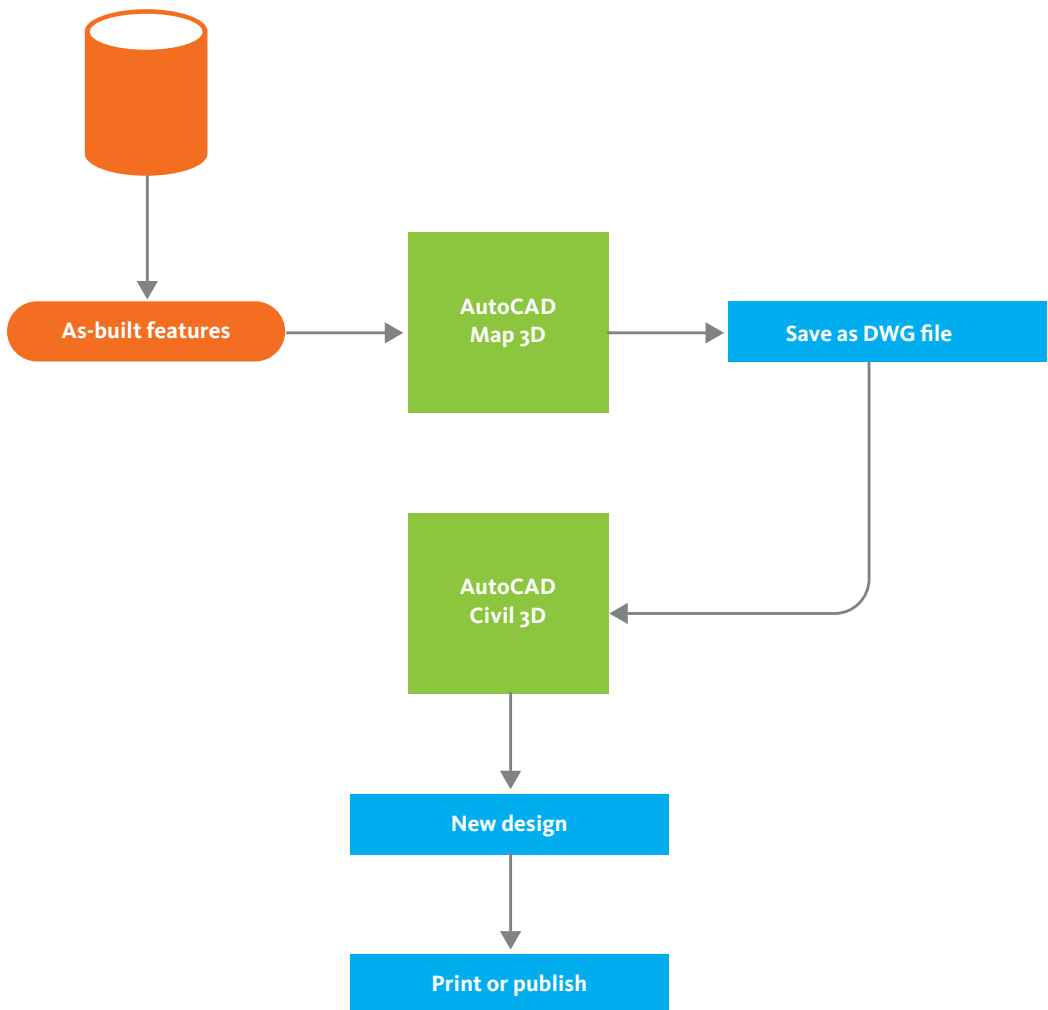 As-built features
AutoCAD
Map 3D
Save as DWG file
AutoCAD
Civil 3D
New design
Print or publish